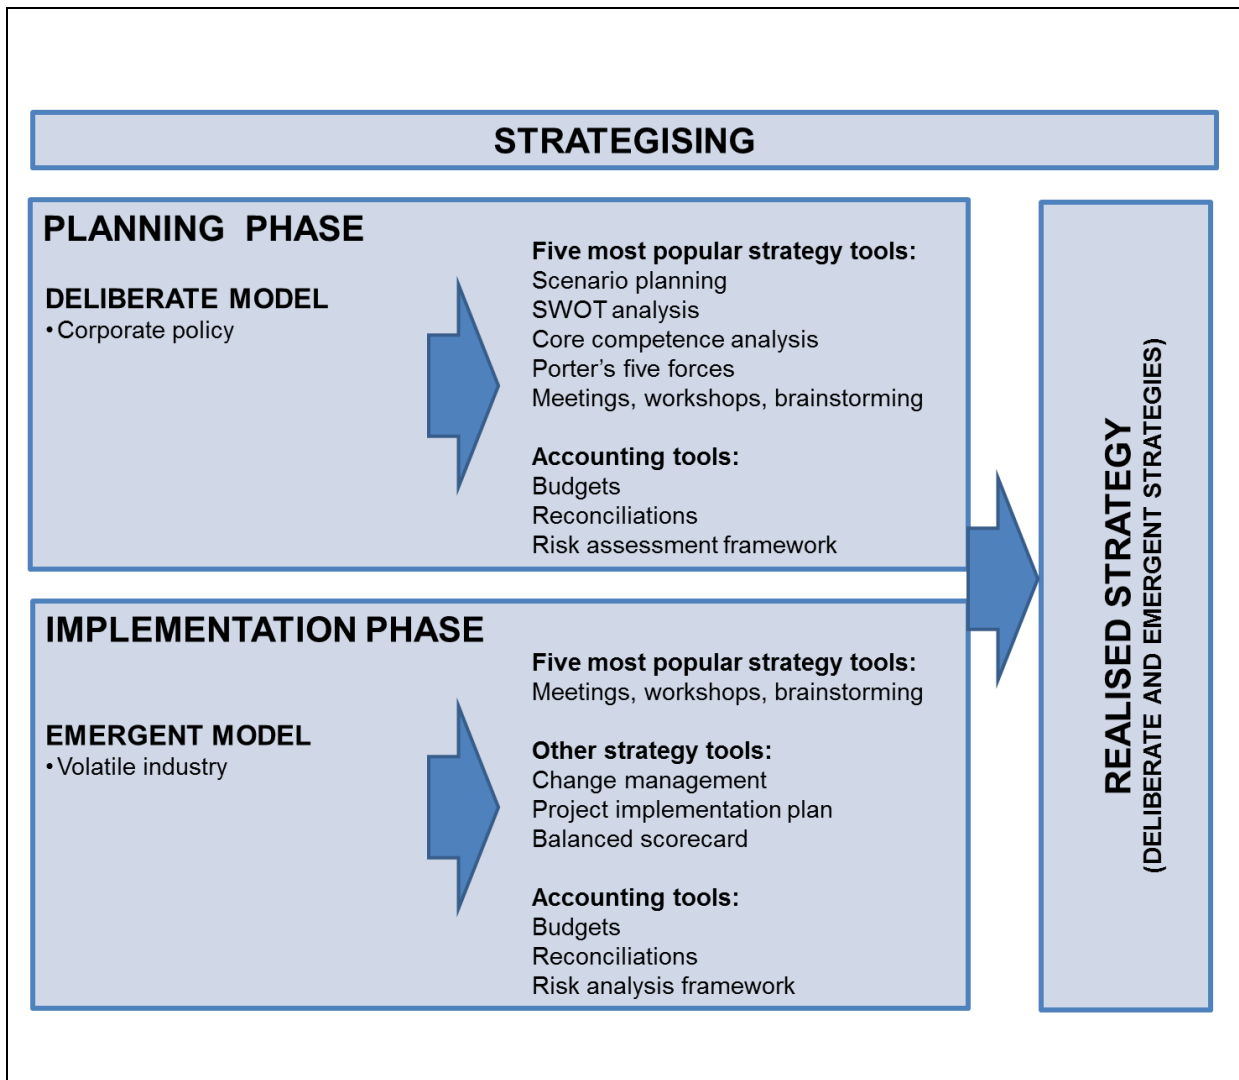 STRATEGISING
PLANNING PHASE
DELIBERATE MODEL
• Corporate policy
Five most popular strategy tools:
Scenario planning
SWOT analysis
Core competence analysis
Porter’s five forces
Meetings, workshops, brainstorming
Accounting tools:
Budgets
Reconciliations
Risk assessment framework
IMPLEMENTATION PHASE
EMERGENT MODEL
• Volatile industry
Five most popular strategy tools:
Meetings, workshops, brainstorming
Other strategy tools:
Change management
Project implementation plan
Balanced scorecard
Accounting tools:
Budgets
Reconciliations
Risk analysis framework
REALISED STRATEGY
(DELIBERATE AND EMERGENT STRATEGIES)